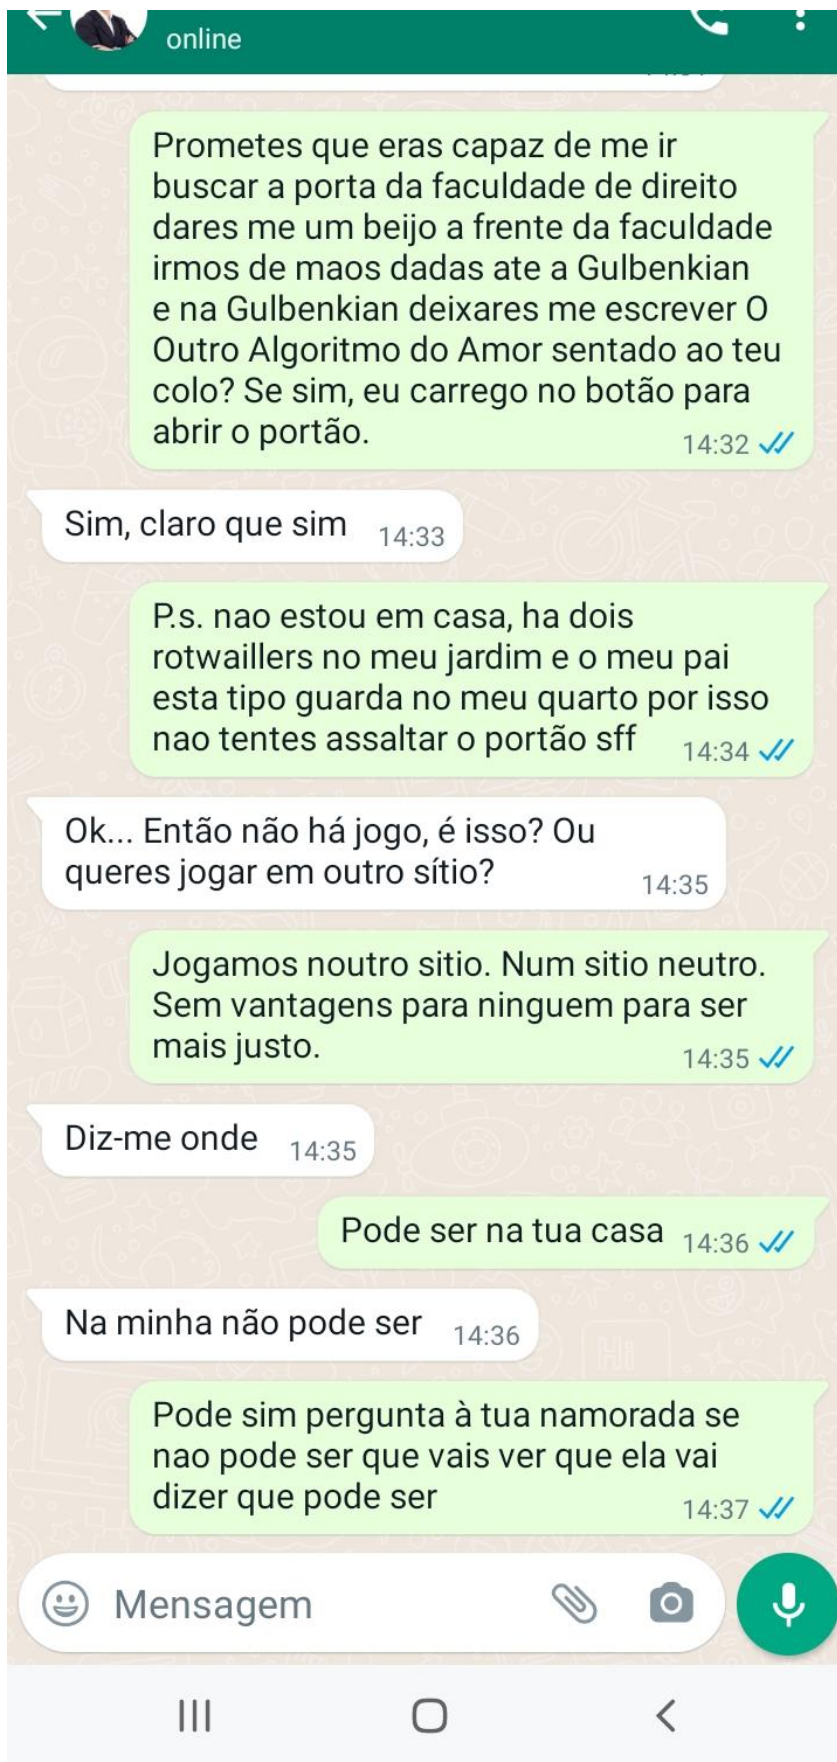 online
Prometes que eras capaz de me ir
buscar a porta da faculdade de direito
dares me um beijo a frente da faculdade
irmos de maos dadas ate a Gulbenkian
e na Gulbenkian deixares me escrever O
Outro Algoritmo do Amor sentado ao teu
colo? Se sim, eu carrego no botão para
abrir o portão.
14:32
Sim, claro que sim 14:33
P.s. nao estou em casa, ha dois
rotwaillers no meu jardim e o meu pai
esta tipo guarda no meu quarto por isso
nao tentes assaltar o portão sff
14:34
Ok... Então não há jogo, é isso? Ou
queres jogar em outro sítio?
14:35
Jogamos noutro sitio. Num sitio neutro.
Sem vantagens para ninguem para ser
mais justo.
14:35
Diz-me onde 14:35
Pode ser na tua casa 14:36
Na minha não pode ser 14:36
Pode sim pergunta à tua namorada se
nao pode ser que vais ver que ela vai
dizer que pode ser
14:37
Mensagem